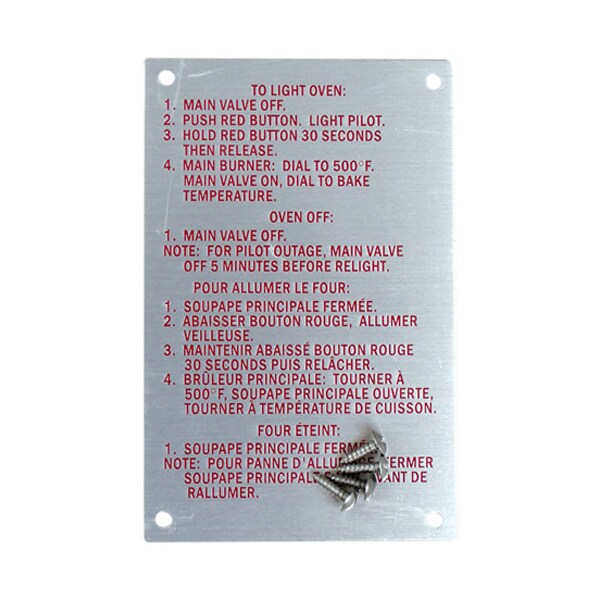 TO LIGHT OVEN:
1. MAIN VALVE OFF.
2. PUSH RED BUTTON. LIGHT PILOT.
3. HOLD RED BUTTON 30 SECONDS
THEN RELEASE.
4. MAIN BURNER: DIAL TO 500°F.
MAIN VALVE ON, DIAL TO BAKE
TEMPERATURE.
OVEN OFF:
1. MAIN VALVE OFF.
NOTE: FOR PILOT OUTAGE, MAIN VALVE
OFF 5 MINUTES BEFORE RELIGHT.
POUR ALLUMER LE FOUR:
1. SOUPAPE PRINCIPALE FERMÉE.
2. ABAISSER BOUTON ROUGE, ALLUMER
VEILLEUSE.
3. MAINTENIR ABAISSÉ BOUTON ROUGE
30 SECONDS PUIS RELÂCHER.
4. BRÛLEUR PRINCIPALE: TOURNER À
500°F, SOUPAPE PRINCIPALE OUVERTE,
TOURNER À TEMPÉRATURE DE CUISSON.
FOUR ÉTEINT:
1. SOUPAPE PRINCIPALE
NOTE: POUR PANNE FERMER
SOUPAPE PRINCIPALE DE
RALLUMER.